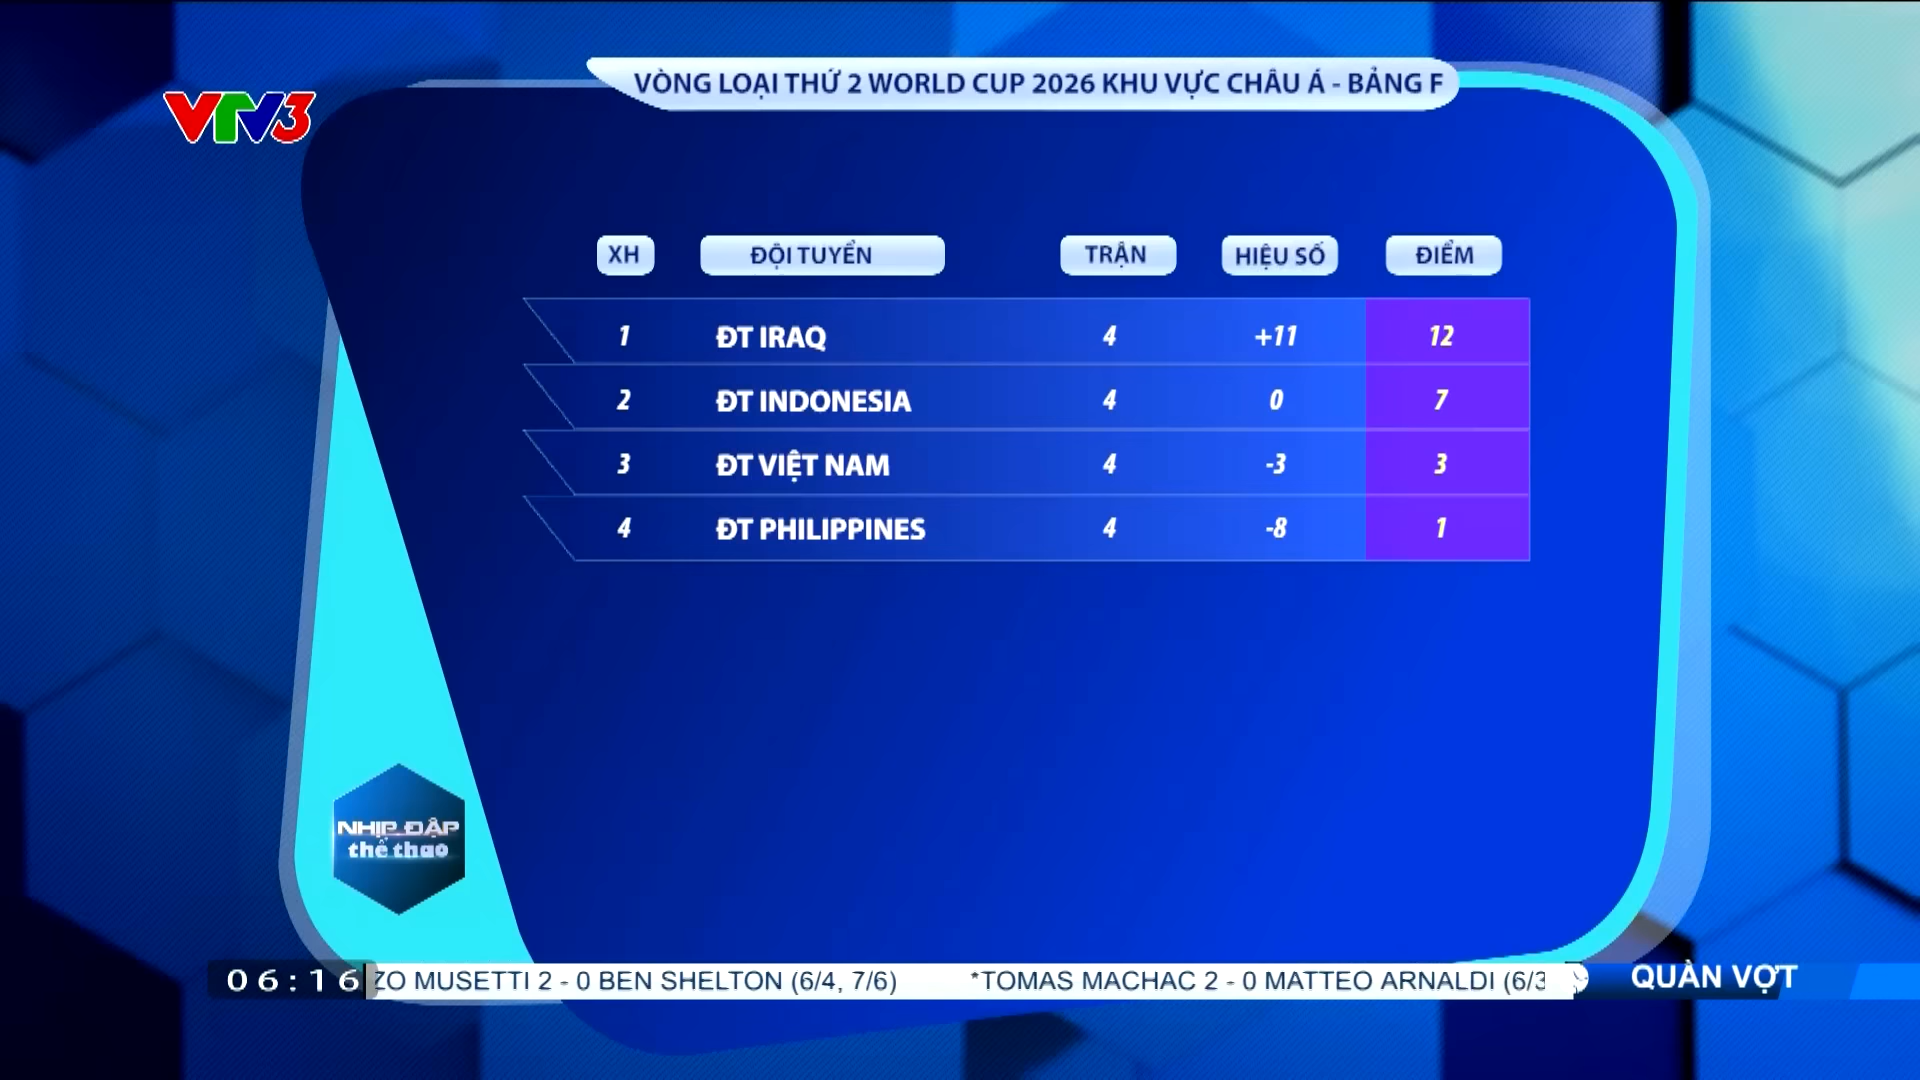 VÒNG LOẠI THỨ 2 WORLD CUP 2026 KHU VỰC CHÂU Á - BẢNG F
VTV3
XH ĐỘI TUYỂN TRẬN HIỆU SỐ ĐIỂM
1 ĐT IRAQ 4 +11 12
2 ĐT INDONESIA 4 0 7
3 ĐT VIỆT NAM 4 -3 3
4 ĐT PHILIPPINES 4 -8 1
NHỊP ĐẬP
thể thao
06:16 ZO MUSETTI 2 - 0 BEN SHELTON (6/4, 7/6) *TOMAS MACHAC 2 - 0 MATTEO ARNALDI (6/3 QUẦN VỢT